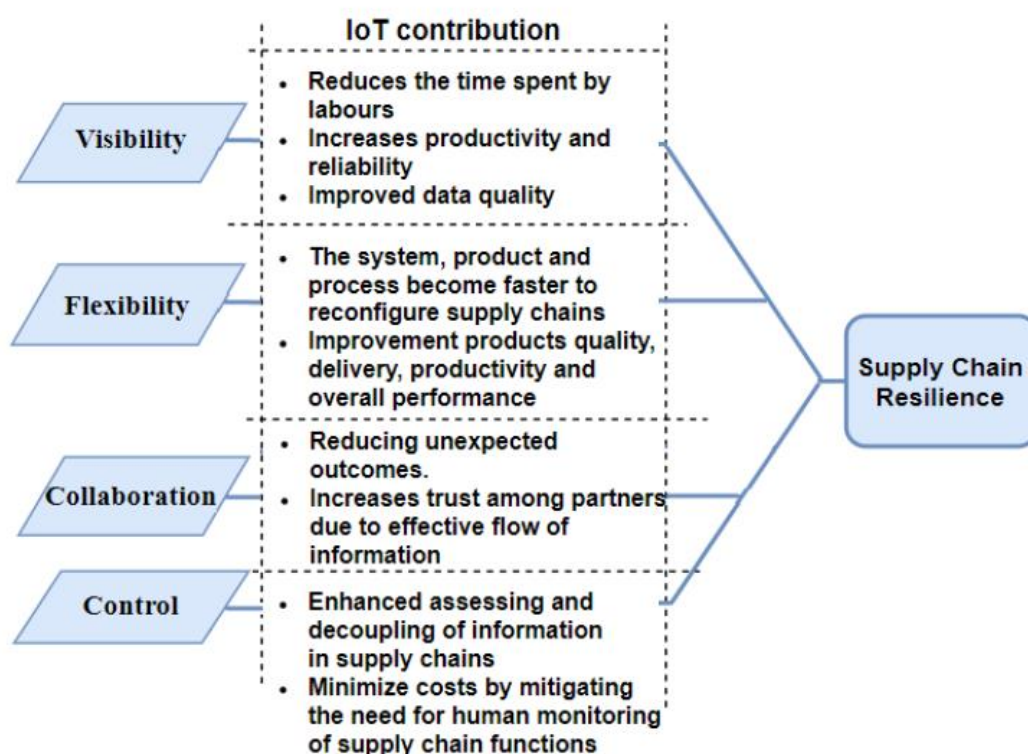 IoT contribution
Visibility
• Reduces the time spent by
labours
• Increases productivity and
reliability
• Improved data quality
Flexibility
• The system, product and
process become faster to
reconfigure supply chains
• Improvement products quality,
delivery, productivity and
overall performance
Collaboration
• Reducing unexpected
outcomes.
• Increases trust among partners
due to effective flow of
information
Control
• Enhanced assessing and
decoupling of information
in supply chains
• Minimize costs by mitigating
the need for human monitoring
of supply chain functions
Supply Chain
Resilience